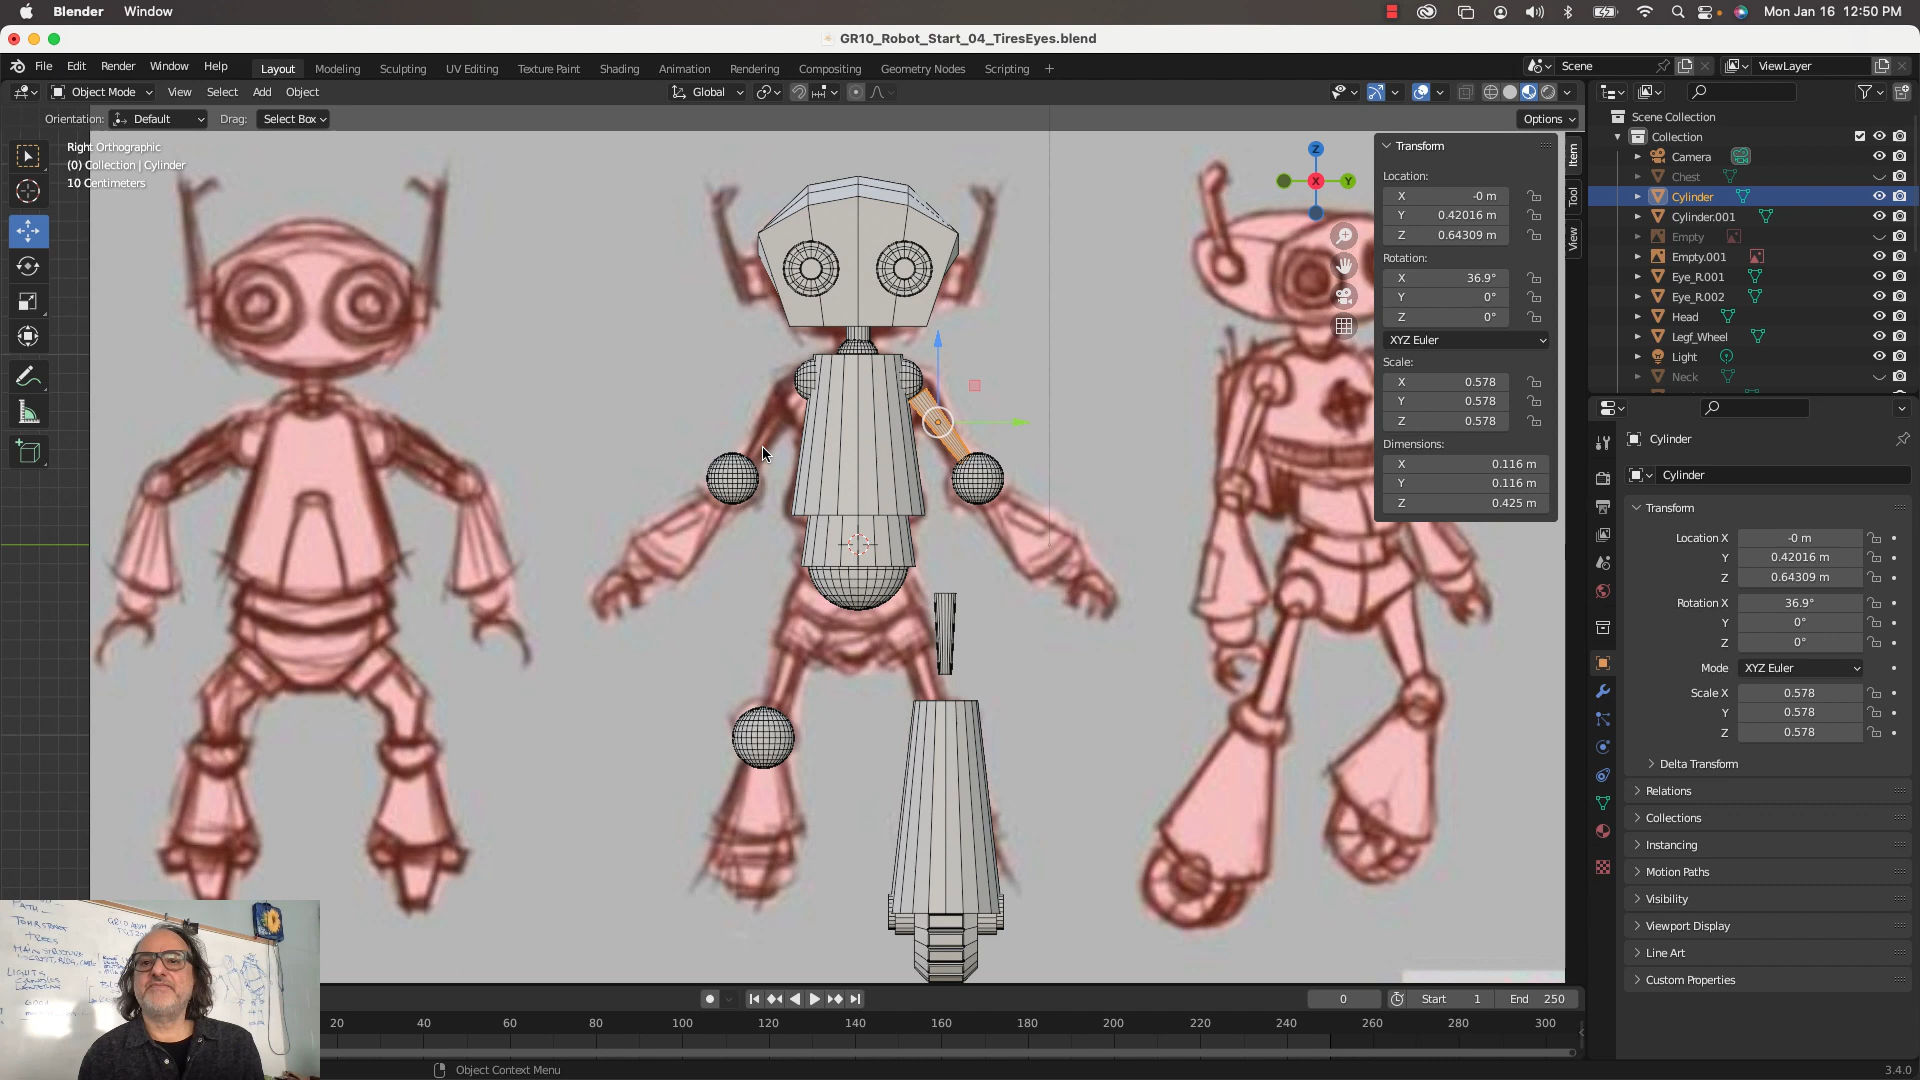 Blender Window Mon Jan 16 12:50 PM
GR10_Robot_Start_04_TiresEyes.blend
File Edit Render Window Help Layout Modeling Sculpting UV Editing Texture Paint Shading Animation Rendering Compositing Geometry Nodes Scripting + Scene ViewLayer
Object Mode View Select Add Object Global
Orientation: Default Drag: Select Box Options
Right Orthographic
(0) Collection | Cylinder
10 Centimeters
Z
X
Y
Transform
Location:
X -0 m
Y 0.42016 m
Z 0.64309 m
Rotation:
X 36.9°
Y 0°
Z 0°
XYZ Euler
Scale:
X 0.578
Y 0.578
Z 0.578
Dimensions:
X 0.116 m
Y 0.116 m
Z 0.425 m
Item
Tool
View
Scene Collection
Collection
Camera
Chest
Cylinder
Cylinder.001
Empty
Empty.001
Eye_R.001
Eye_R.002
Head
Legf_Wheel
Light
Neck
Cylinder
Cylinder
Transform
Location X -0 m
Y 0.42016 m
Z 0.64309 m
Rotation X 36.9°
Y 0°
Z 0°
Mode XYZ Euler
Scale X 0.578
Y 0.578
Z 0.578
Delta Transform
Relations
Collections
Instancing
Motion Paths
Visibility
Viewport Display
Line Art
Custom Properties
0 Start 1 End 250
20 40 60 80 100 120 140 160 180 200 220 240 260 280 300
Object Context Menu 3.4.0
PATH
TREES
MAIN STRUCTURE
LIGHTS